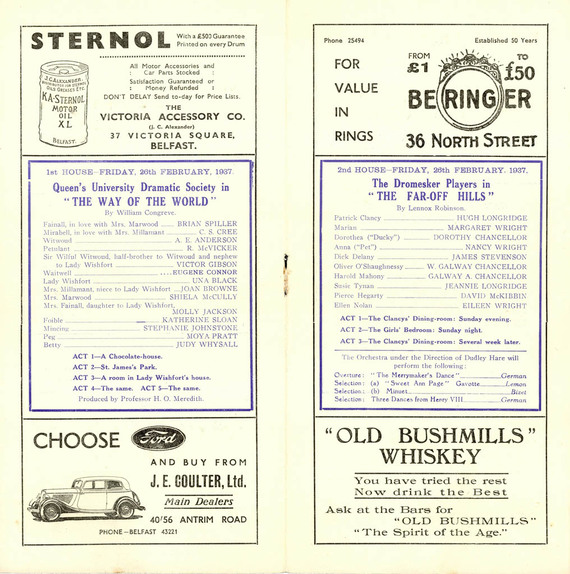 STERNOL With a £500 Guarantee
Printed on every Drum
J.C. ALEXANDER.
KA-STERNOL
MOTOR
OIL
XL
BELFAST.
All Motor Accessories and
: Car Parts Stocked :
Satisfaction Guaranteed or
: Money Refunded :
DON'T DELAY Send to-day for Price Lists.
THE
VICTORIA ACCESSORY CO.
(J. C. Alexander)
37 VICTORIA SQUARE,
BELFAST.
1st HOUSE—FRIDAY, 26th FEBRUARY, 1937.
Queen's University Dramatic Society in
"THE WAY OF THE WORLD"
By William Congreve.
Fainall, in love with Mrs. Marwood ...... BRIAN SPILLER
Mirabell, in love with Mrs. Millamant ...... C. S. CREE
Witwoud ...... A. E. ANDERSON
Petulant ...... R. McVICKER
Sir Wilful Witwoud, half-brother to Witwoud and nephew
to Lady Wishfort ...... VICTOR GIBSON
Waitwell ....EUGENE CONNOR
Lady Wishfort ...... UNA BLACK
Mrs. Millimant, niece to Lady Wishfort ...JOAN BROWNE
Mrs. Marwood ...... SHIELA McCULLY
Mrs. Fainall, daughter to Lady Wishfort,
MOLLY JACKSON
Foible ...... KATHERINE SLOAN
Mincing ...... STEPHANIE JOHNSTONE
Peg ...... MOYA PRATT
Betty ...... JUDY WHYSALL
ACT 1—A Chocolate-house.
ACT 2—St. James's Park.
ACT 3—A room in Lady Wishfort's house.
ACT 4—The same. ACT 5—The same.
Produced by Professor H. O. Meredith.
CHOOSE Ford
AND BUY FROM
J. E. COULTER, Ltd.
Main Dealers
40/56 ANTRIM ROAD
PHONE—BELFAST 43221
Phone 25494 Established 50 Years
FOR
VALUE
IN
RINGS
FROM £1 TO £50
BERINGER
36 NORTH STREET
2nd HOUSE—FRIDAY, 26th FEBRUARY, 1937.
The Dromesker Players in
"THE FAR-OFF HILLS"
By Lennox Robinson.
Patrick Clancy ...... HUGH LONGRIDGE
Marian ...... MARGARET WRIGHT
Dorothea ("Ducky") ...... DOROTHY CHANCELLOR
Anna ("Pet") ...... NANCY WRIGHT
Dick Delany ...... JAMES STEVENSON
Oliver O'Shaughnessy ...... W. GALWAY CHANCELLOR
Harold Mahony ...... GALWAY A. CHANCELLOR
Susie Tynan ...... JEANNIE LONGRIDGE
Pierce Hegarty ...... DAVID McKIBBIN
Ellen Nolan ...... EILEEN WRIGHT
ACT 1—The Clancys' Dining-room: Sunday evening.
ACT 2—The Girls' Bedroom: Sunday night.
ACT 3—The Clancys' Dining-room: Several week later.
The Orchestra under the Direction of Dudley Hare will
perform the following:
Overture: "The Merrymaker's Dance" ...... German
Selection: (a) "Sweet Ann Page" Gavotte ...... Lemon
Selection: (b) Minuet ...... Bizet
Selection: Three Dances from Henry VIII ...... German
"OLD BUSHMILLS"
WHISKEY
You have tried the rest
Now drink the Best
Ask at the Bars for
"OLD BUSHMILLS"
"The Spirit of the Age."